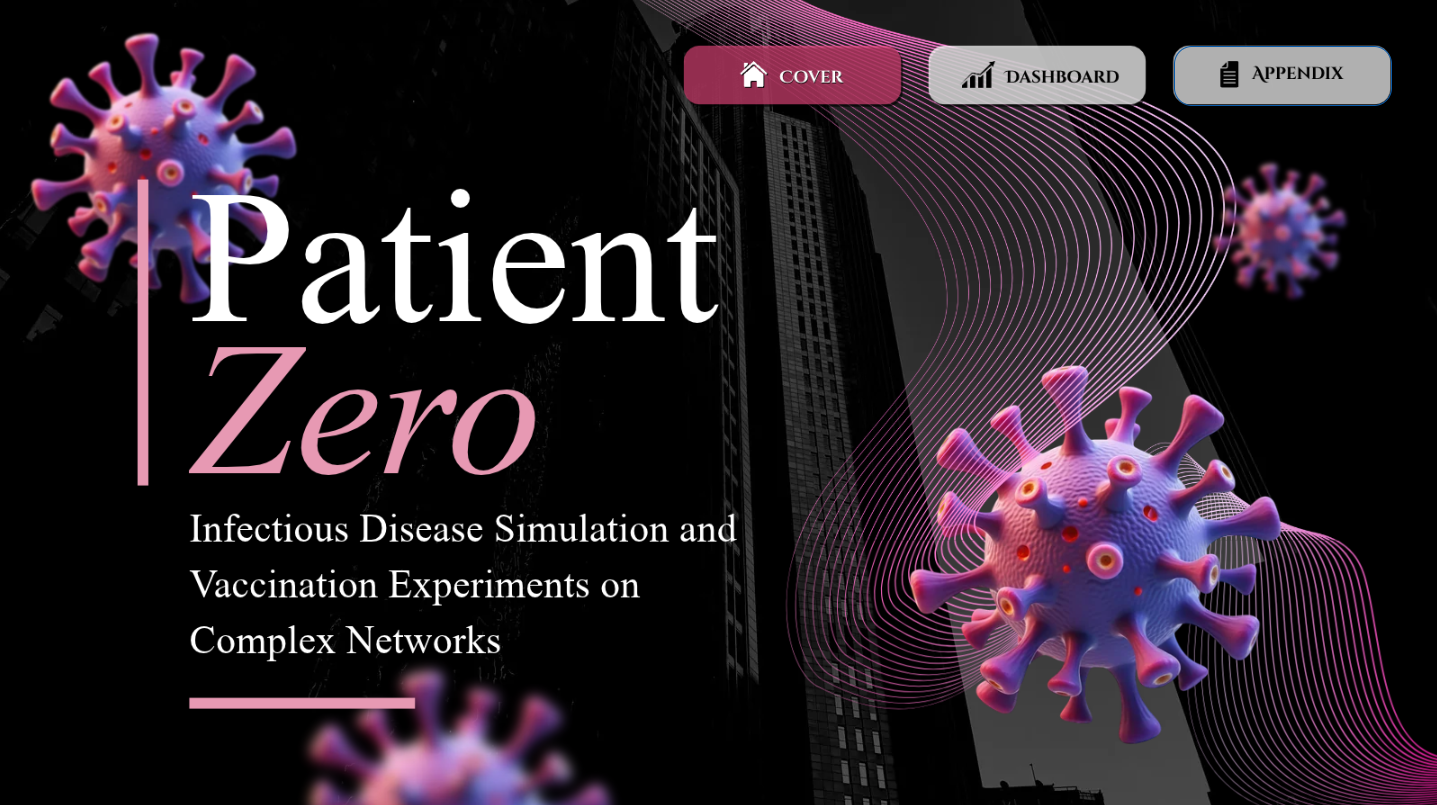 COVER
DASHBOARD
APPENDIX
Patient
Zero
Infectious Disease Simulation and
Vaccination Experiments on
Complex Networks